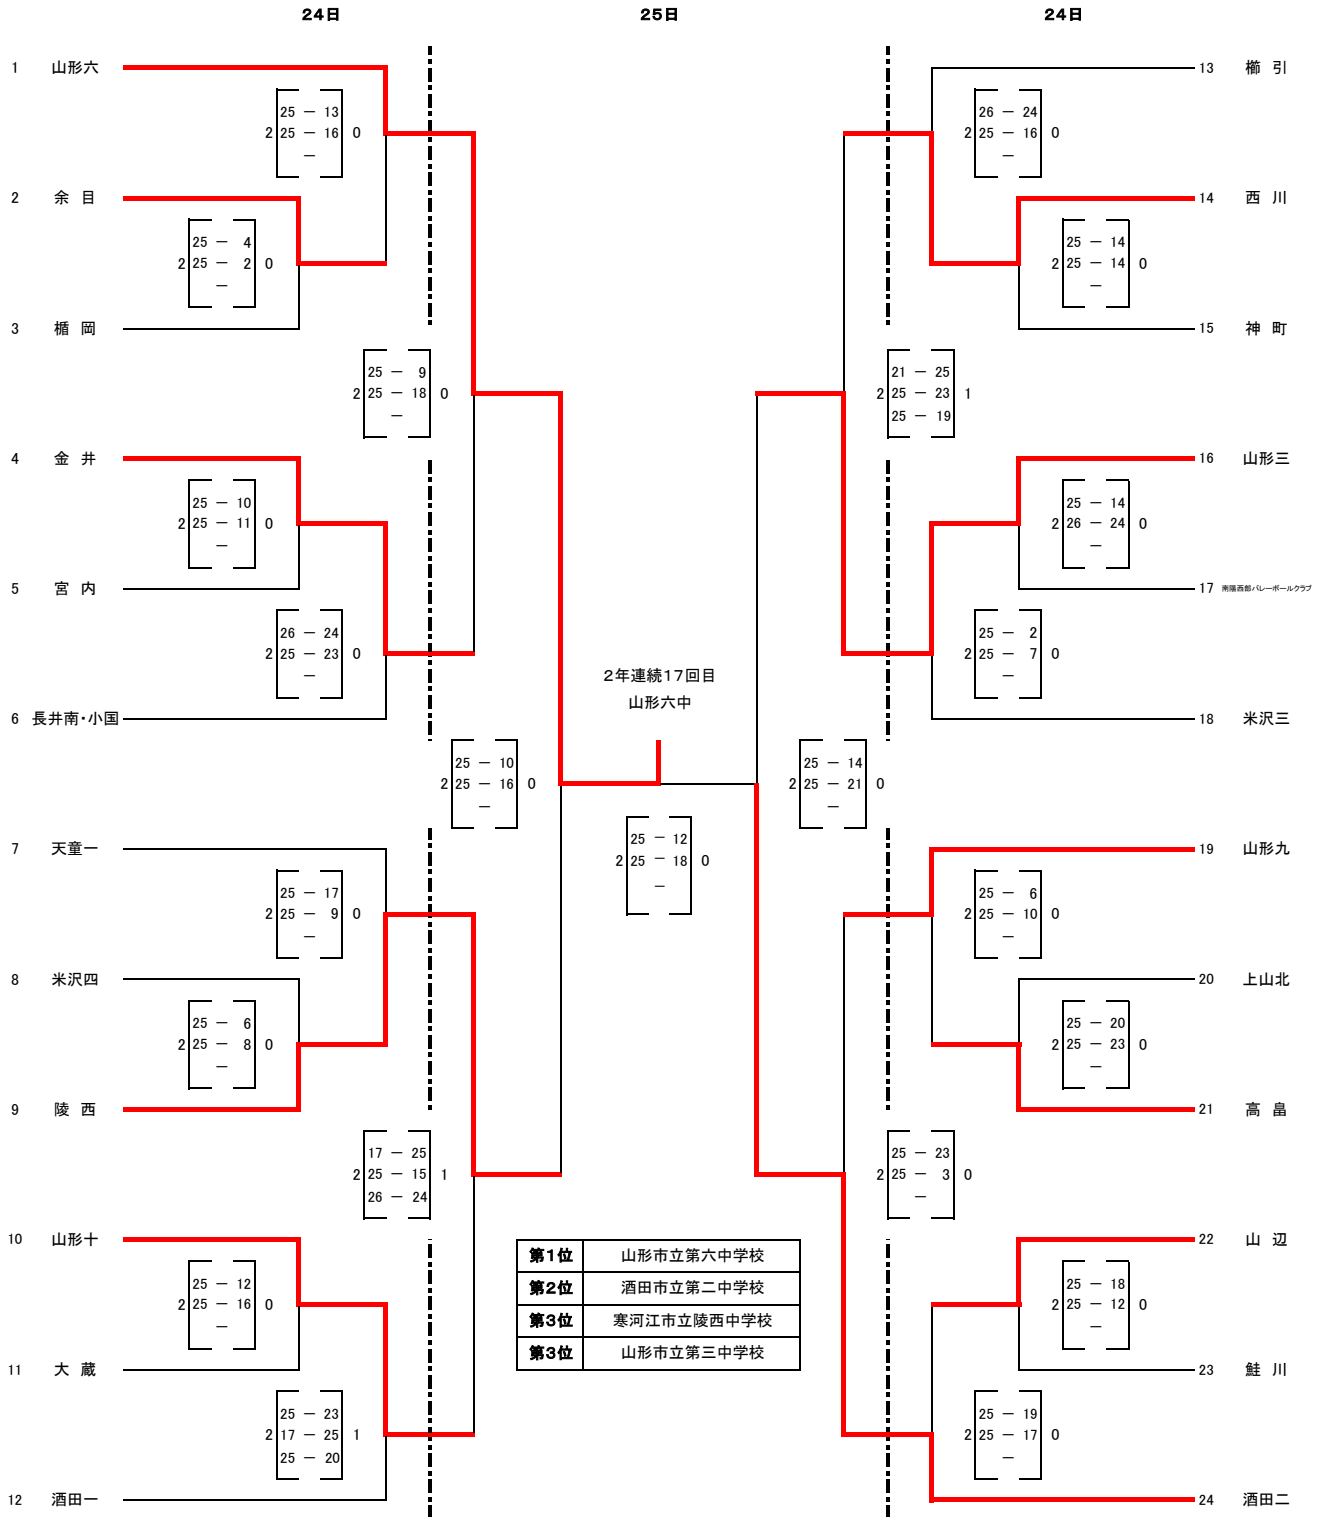 24日 25日 24日
1 山形六
25 － 13
2 25 － 16 0
－
2 余 目
25 － 4
2 25 － 2 0
－
3 楯 岡
25 － 9
2 25 － 18 0
－
4 金 井
25 － 10
2 25 － 11 0
－
5 宮 内
26 － 24
2 25 － 23 0
－
6 長井南・小国
25 － 10
2 25 － 16 0
－
7 天童一
25 － 17
2 25 － 9 0
－
8 米沢四
25 － 6
2 25 － 8 0
－
9 陵 西
17 － 25
2 25 － 15 1
26 － 24
10 山形十
25 － 12
2 25 － 16 0
－
11 大 蔵
25 － 23
2 17 － 25 1
25 － 20
12 酒田一
2年連続17回目
山形六中
25 － 12
2 25 － 18 0
－
第1位 山形市立第六中学校
第2位 酒田市立第二中学校
第3位 寒河江市立陵西中学校
第3位 山形市立第三中学校
13 櫛 引
26 － 24
2 25 － 16 0
－
14 西 川
25 － 14
2 25 － 14 0
－
15 神 町
21 － 25
2 25 － 23 1
25 － 19
16 山形三
25 － 14
2 26 － 24 0
－
17 南陽西部バレーボールクラブ
25 － 2
2 25 － 7 0
－
18 米沢三
25 － 14
2 25 － 21 0
－
19 山形九
25 － 6
2 25 － 10 0
－
20 上山北
25 － 20
2 25 － 23 0
－
21 高 畠
25 － 23
2 25 － 3 0
－
22 山 辺
25 － 18
2 25 － 12 0
－
23 鮭 川
25 － 19
2 25 － 17 0
－
24 酒田二